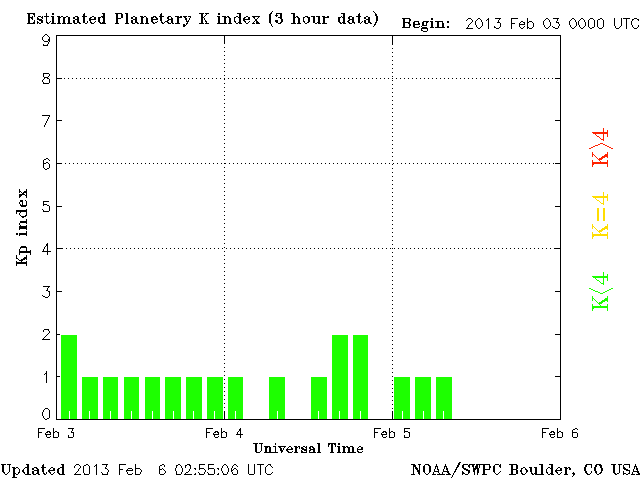 Estimated Planetary K index (3 hour data) Begin: 2013 Feb 03 0000 UTC
9
8
7
6
5
4
3
2
1
0
Kp index
K>4
K=4
K<4
Feb 3 Feb 4 Feb 5 Feb 6
Universal Time
Updated 2013 Feb 6 02:55:06 UTC NOAA/SWPC Boulder, CO USA